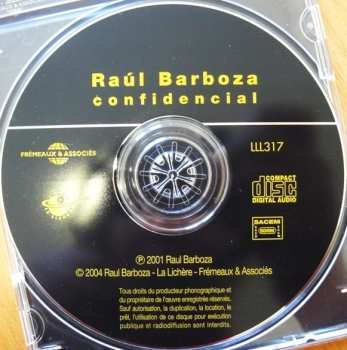 Raúl Barboza
confidencial
FRÉMEAUX & ASSOCIÉS
LLL317
COMPACT
disc
DIGITAL AUDIO
SACEM
℗ 2001 Raul Barboza
© 2004 Raul Barboza - La Lichère - Frémeaux & Associés
Tous droits du producteur phonographique et
du propriétaire de l'œuvre enregistrée réservés.
Sauf autorisation, la duplication, la location, le
prêt, l'utilisation de ce disque pour exécution
publique et radiodiffusion sont interdits.